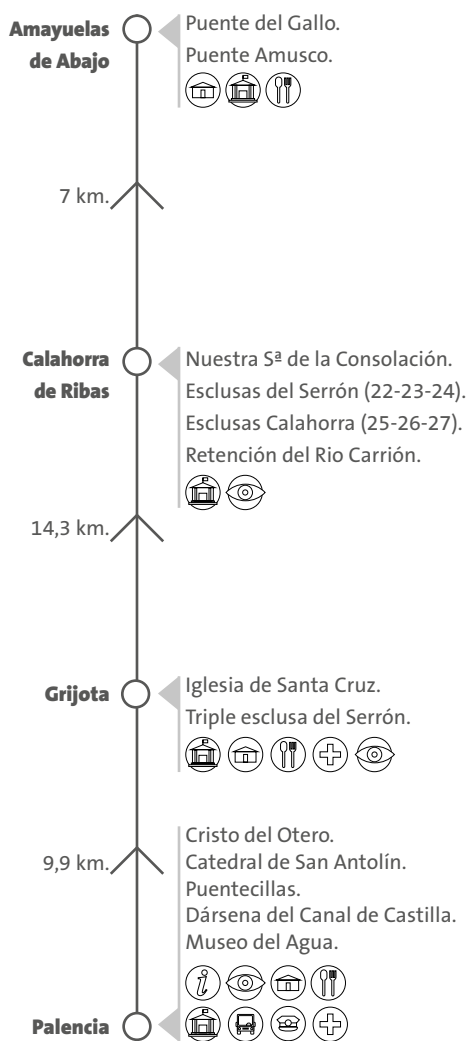 Amayuelas
de Abajo
Puente del Gallo.
Puente Amusco.
7 km.
Calahorra
de Ribas
Nuestra Sª de la Consolación.
Esclusas del Serrón (22-23-24).
Esclusas Calahorra (25-26-27).
Retención del Rio Carrión.
14,3 km.
Grijota
Iglesia de Santa Cruz.
Triple esclusa del Serrón.
9,9 km.
Cristo del Otero.
Catedral de San Antolín.
Puentecillas.
Dársena del Canal de Castilla.
Museo del Agua.
i
Palencia